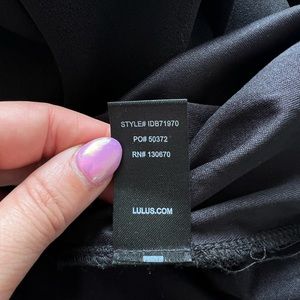 STYLE# IDB71970
PO# 50372
RN# 130670
LULUS.COM